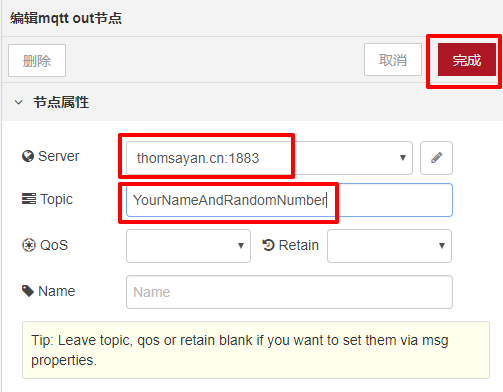 编辑mqtt out节点
删除
取消
完成
节点属性
Server
thomsayan.cn:1883
Topic
YourNameAndRandomNumber
QoS
Retain
Name
Name
Tip: Leave topic, qos or retain blank if you want to set them via msg
properties.